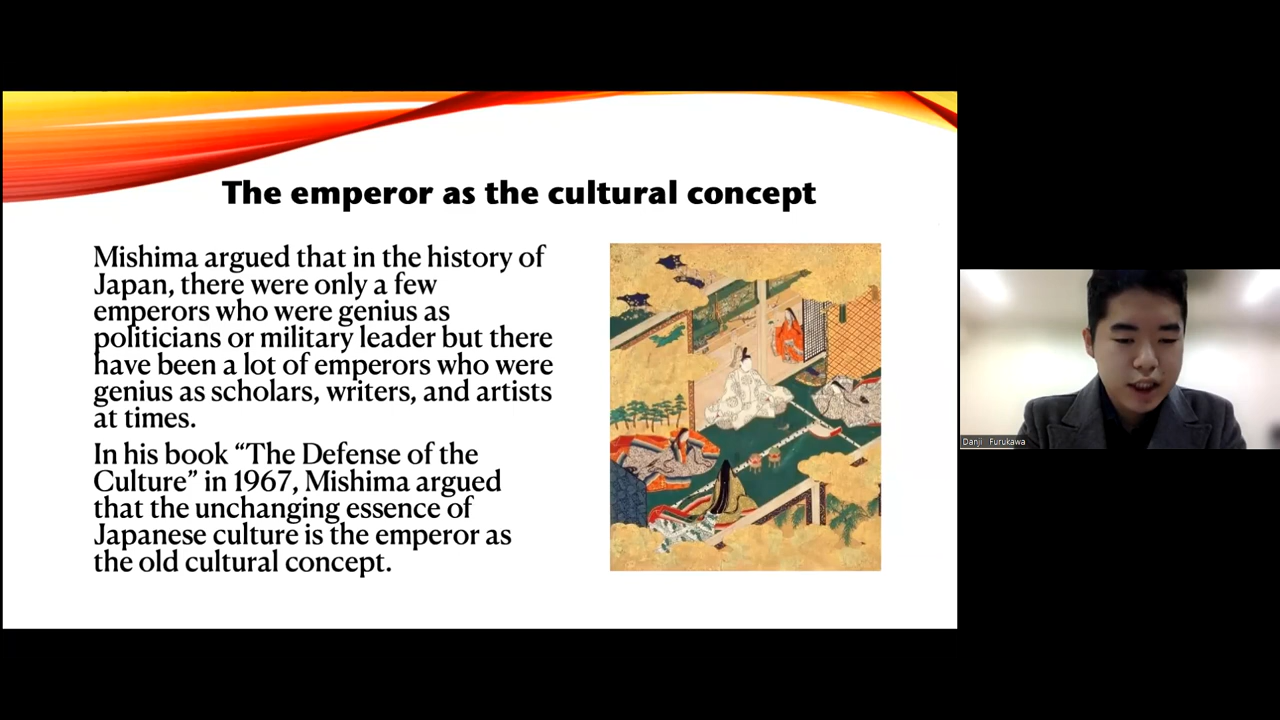 The emperor as the cultural concept
Mishima argued that in the history of
Japan, there were only a few
emperors who were genius as
politicians or military leader but there
have been a lot of emperors who were
genius as scholars, writers, and artists
at times.
In his book “The Defense of the
Culture” in 1967, Mishima argued
that the unchanging essence of
Japanese culture is the emperor as
the old cultural concept.
Danji Furukawa